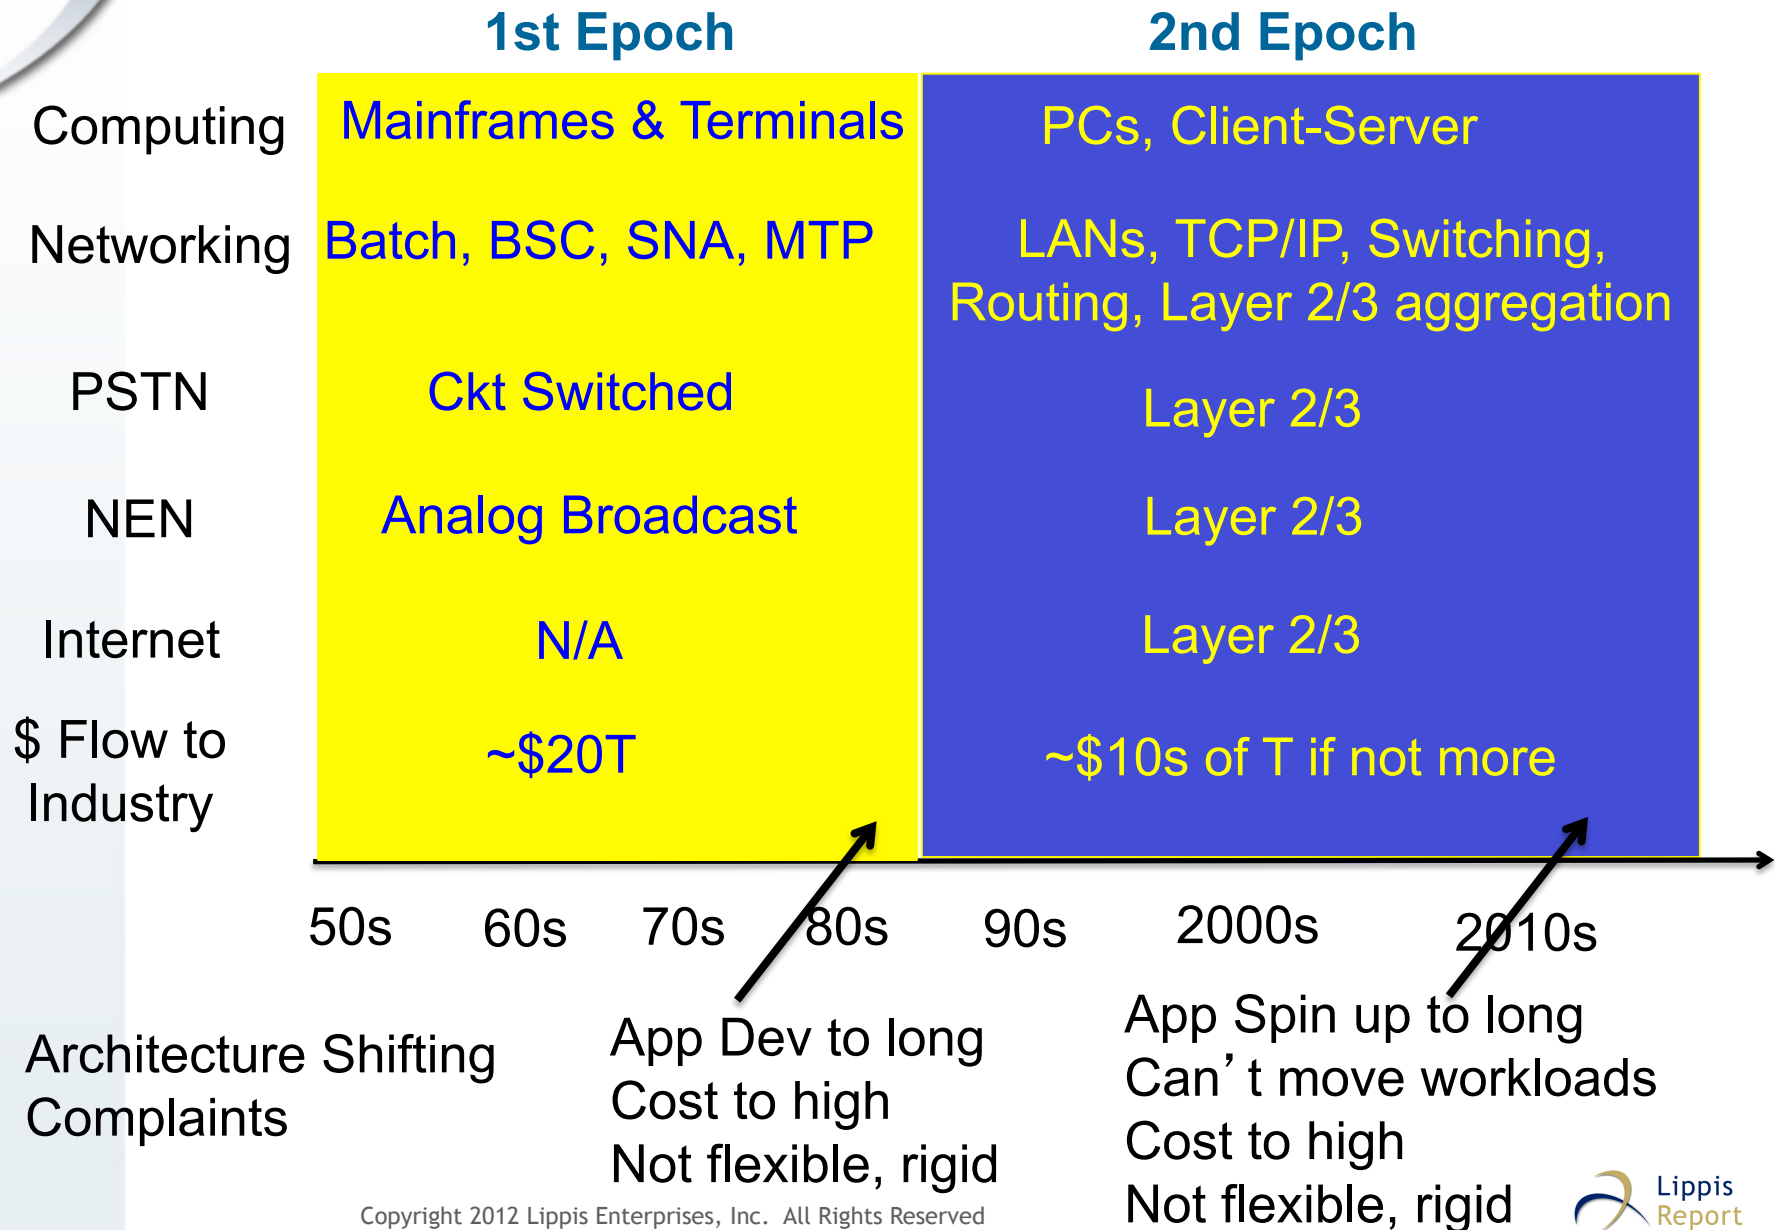 1st Epoch 2nd Epoch
Computing Mainframes & Terminals PCs, Client-Server
Networking Batch, BSC, SNA, MTP LANs, TCP/IP, Switching,
Routing, Layer 2/3 aggregation
PSTN Ckt Switched Layer 2/3
NEN Analog Broadcast Layer 2/3
Internet N/A Layer 2/3
$ Flow to
Industry
~$20T ~$10s of T if not more
50s 60s 70s 80s 90s 2000s 2010s
Architecture Shifting
Complaints
App Dev to long
Cost to high
Not flexible, rigid
App Spin up to long
Can’t move workloads
Cost to high
Not flexible, rigid
Copyright 2012 Lippis Enterprises, Inc. All Rights Reserved
Lippis
Report